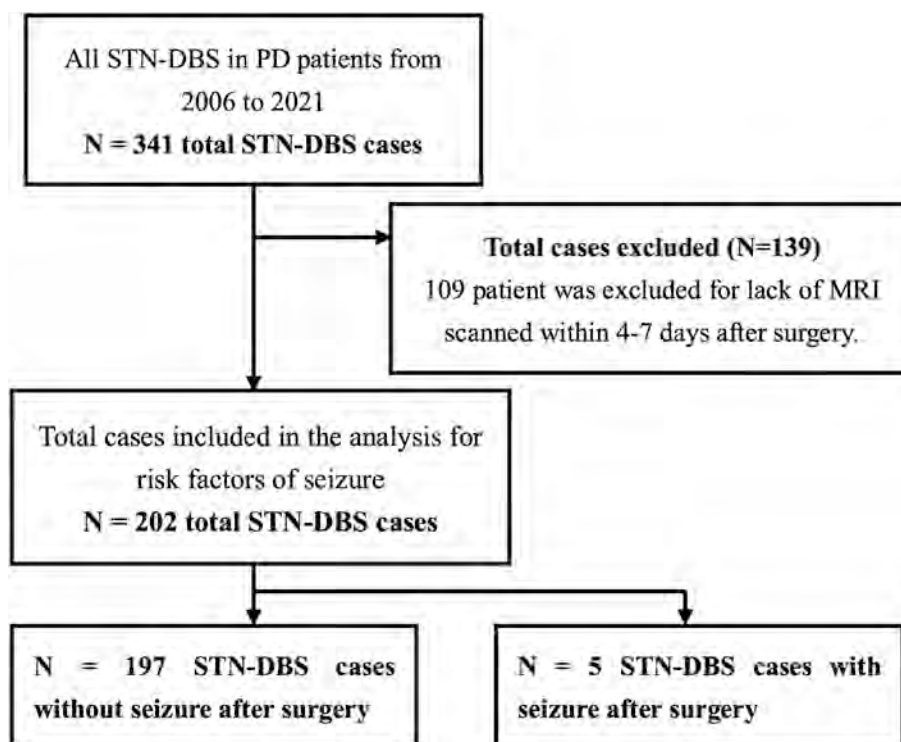 All STN-DBS in PD patients from
2006 to 2021
N = 341 total STN-DBS cases
Total cases excluded (N=139)
109 patient was excluded for lack of MRI
scanned within 4-7 days after surgery.
Total cases included in the analysis for
risk factors of seizure
N = 202 total STN-DBS cases
N = 197 STN-DBS cases
without seizure after surgery
N = 5 STN-DBS cases with
seizure after surgery